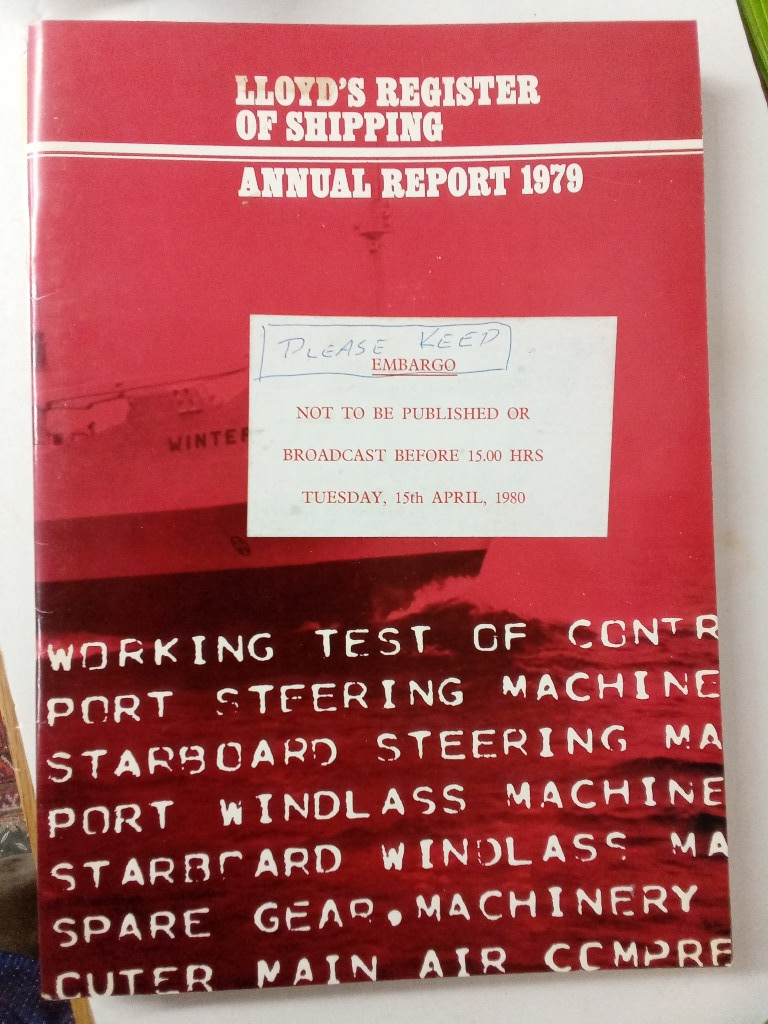 LLOYD'S REGISTER
OF SHIPPING
ANNUAL REPORT 1979
PLEASE KEEP
EMBARGO
NOT TO BE PUBLISHED OR
BROADCAST BEFORE 15.00 HRS
TUESDAY, 15th APRIL, 1980
WINTER
WORKING TEST OF CONTR
PORT STEERING MACHINE
STARBOARD STEERING MA
PORT WINDLASS MACHINE
STARBOARD WINDLASS MA
SPARE GEAR.MACHINERY
OUTER MAIN AIR COMPRE